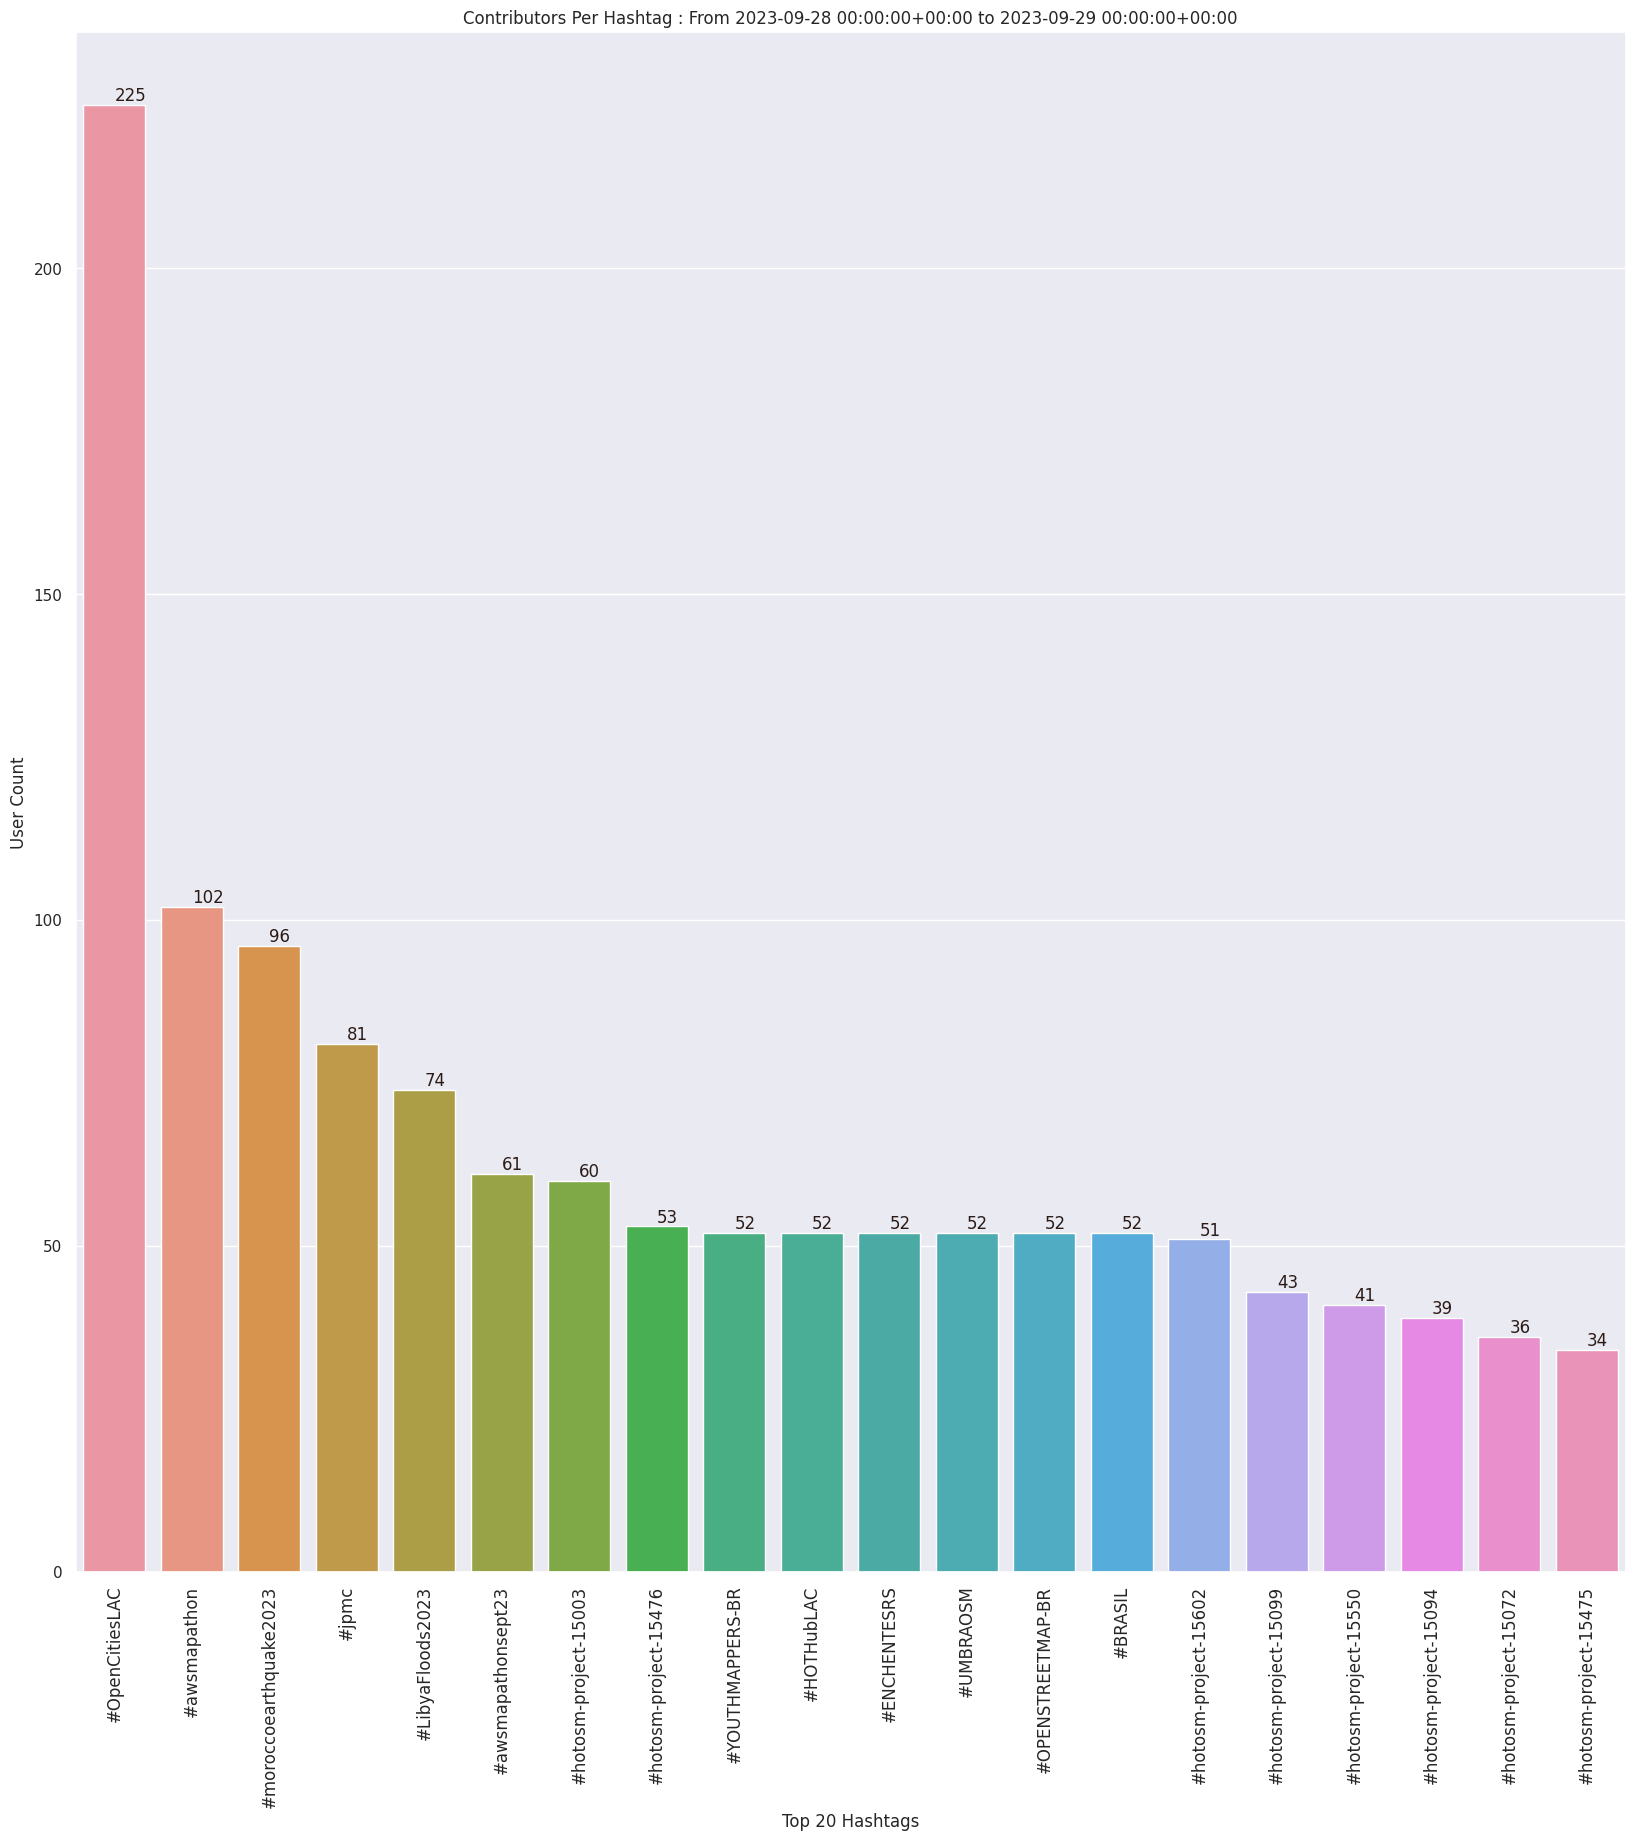 Contributors Per Hashtag : From 2023-09-28 00:00:00+00:00 to 2023-09-29 00:00:00+00:00
User Count
200
150
100
50
0
225
102
96
81
74
61
60
53
52
52
52
52
52
52
51
43
41
39
36
34
#OpenCitiesLAC
#awsmapathon
#moroccoearthquake2023
#jpmc
#LibyaFloods2023
#awsmapathonsept23
#hotosm-project-15003
#hotosm-project-15476
#YOUTHMAPPERS-BR
#HOTHubLAC
#ENCHENTESRS
#UMBRAOSM
#OPENSTREETMAP-BR
#BRASIL
#hotosm-project-15602
#hotosm-project-15099
#hotosm-project-15550
#hotosm-project-15094
#hotosm-project-15072
#hotosm-project-15475
Top 20 Hashtags